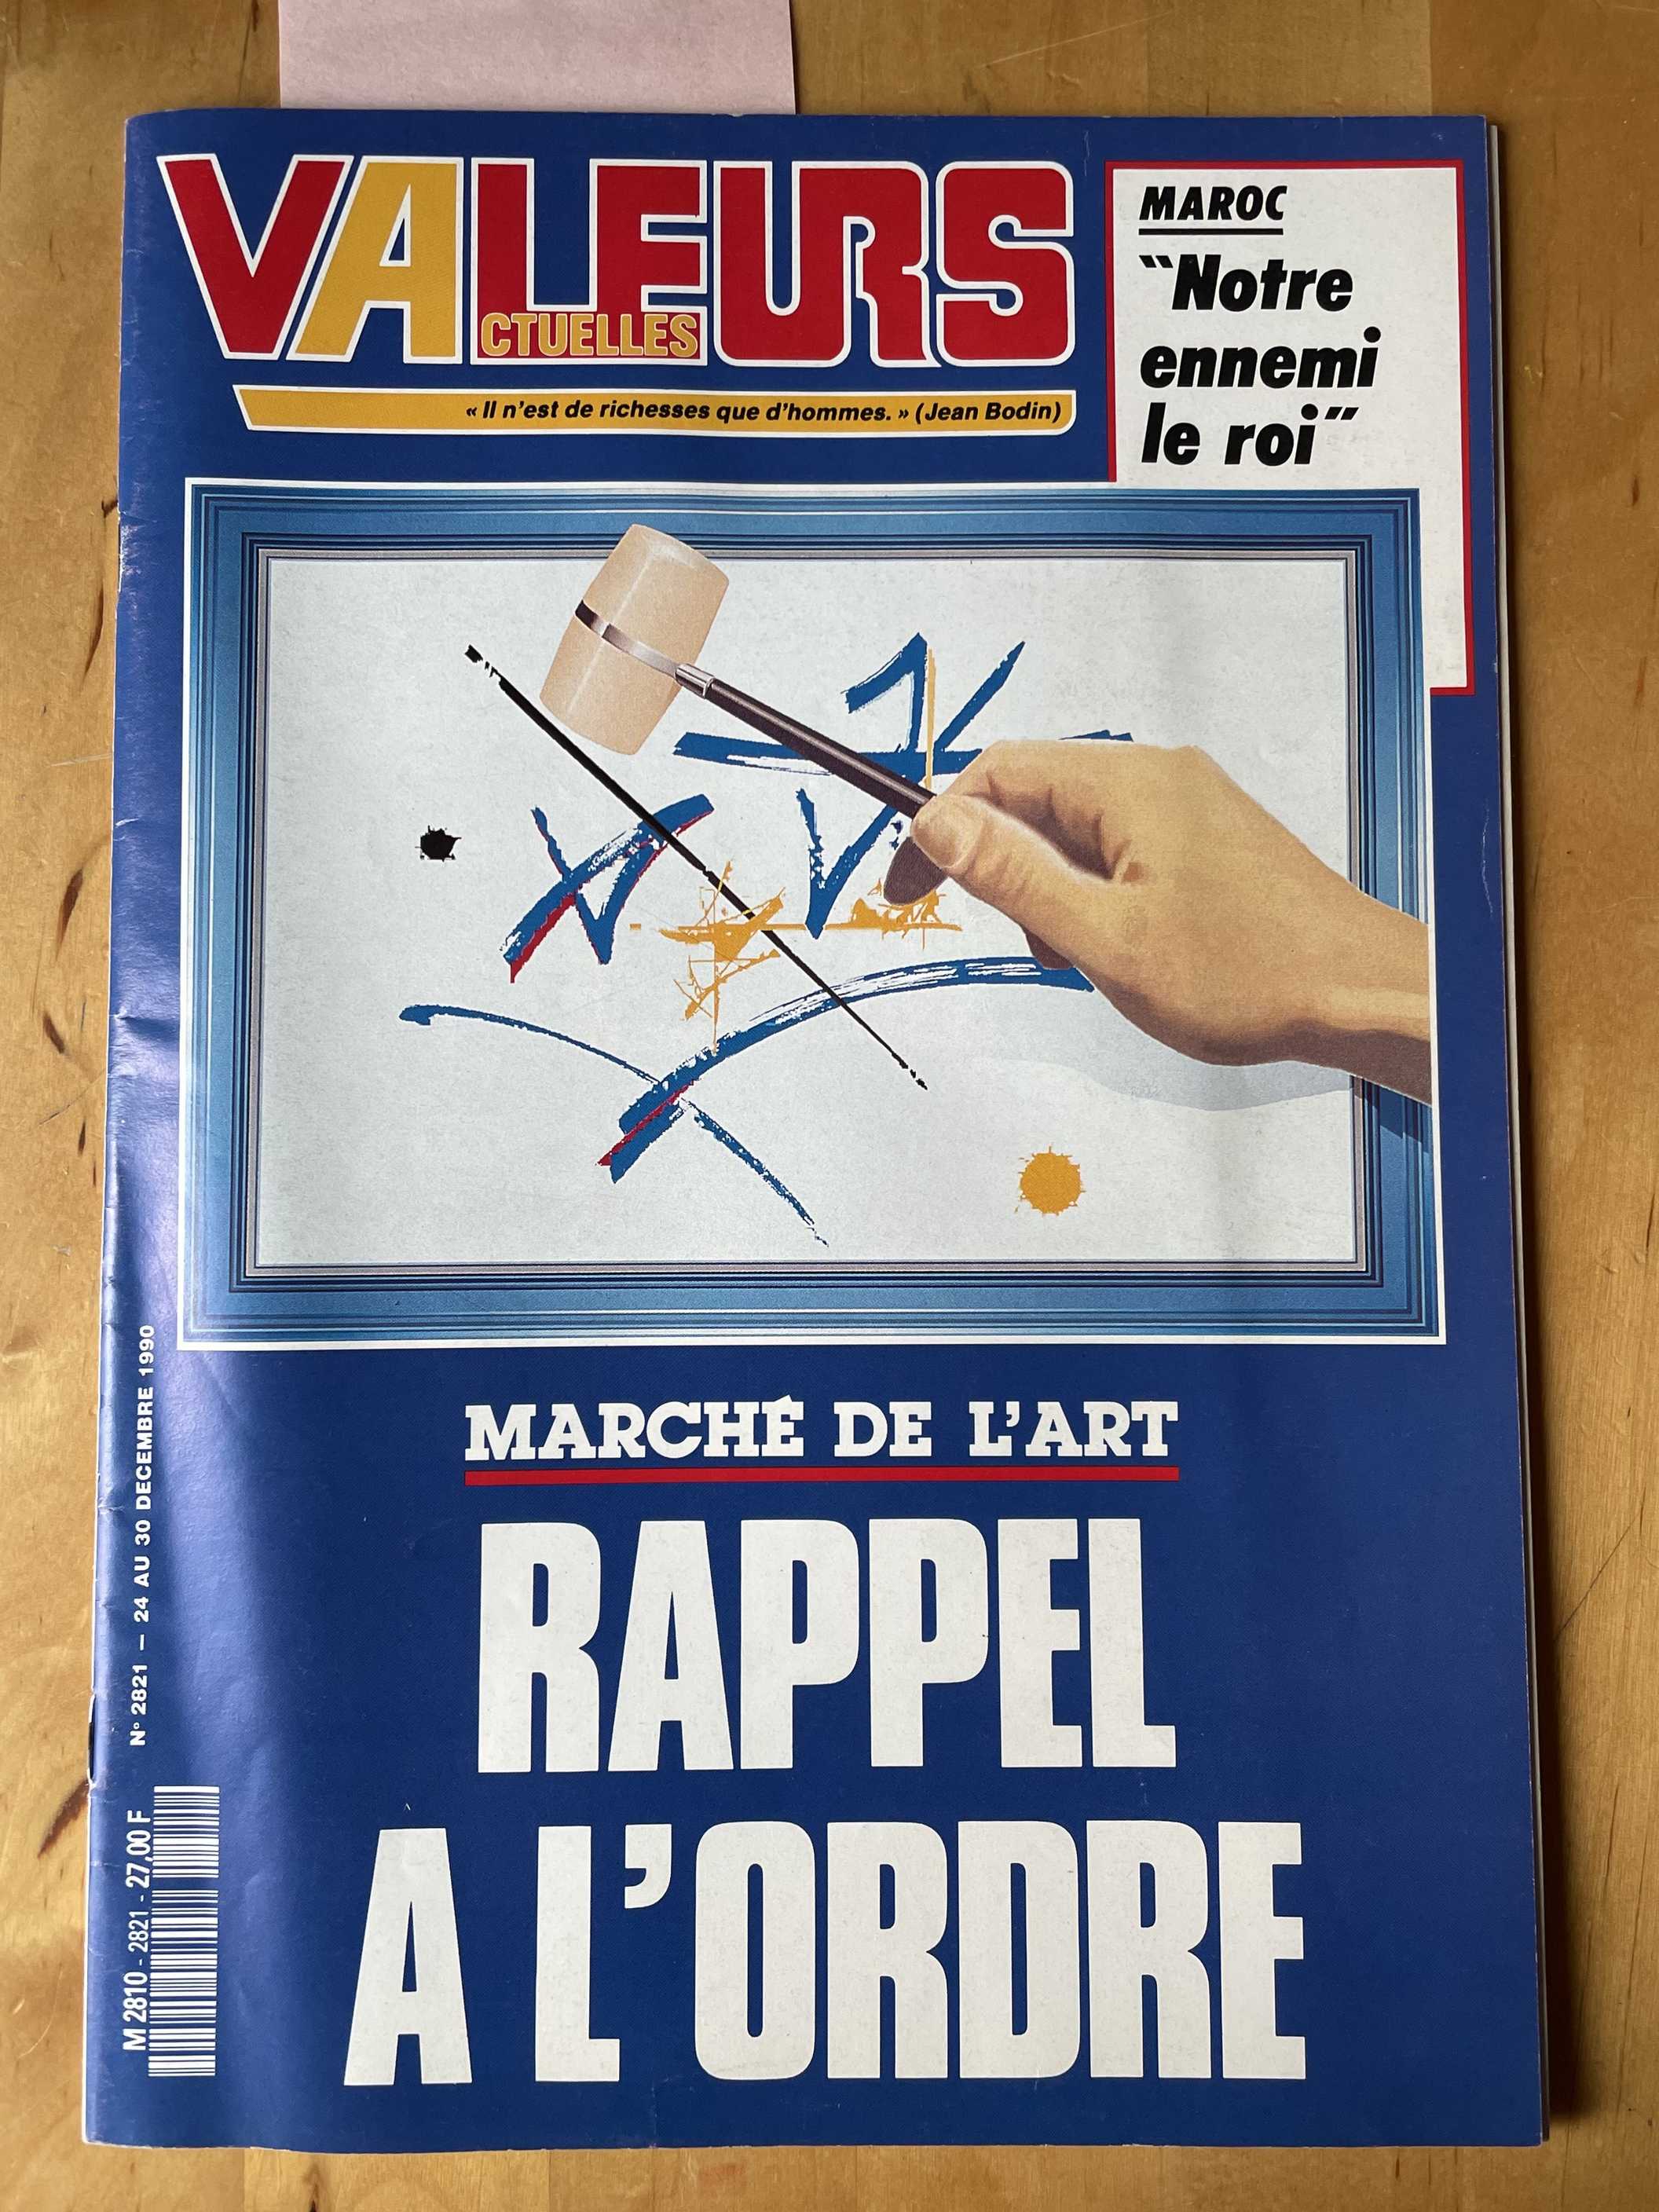 VALEURS
CTUELLES
« Il n'est de richesses que d'hommes. » (Jean Bodin)
MAROC
"Notre
ennemi
le roi"
MARCHÉ DE L'ART
RAPPEL
A L'ORDRE
N° 2821 — 24 AU 30 DECEMBRE 1990
M 2810 - 2821 - 27,00 F